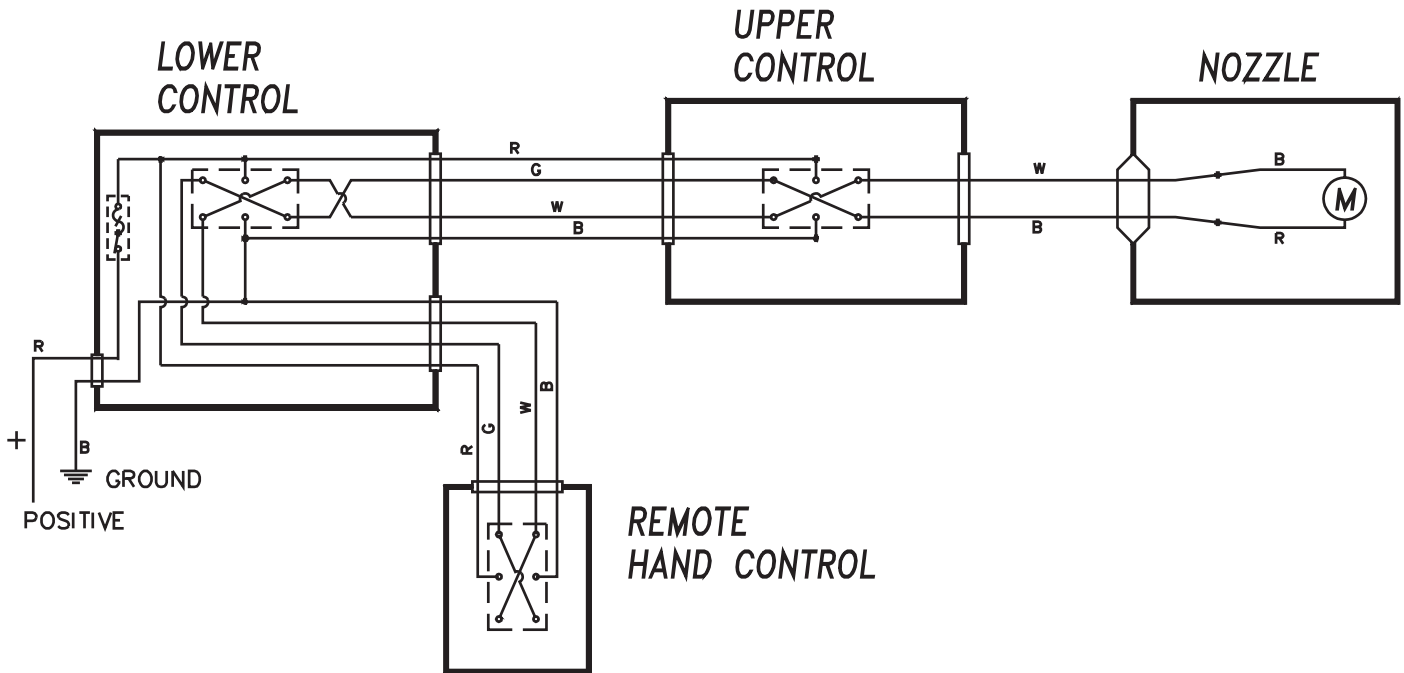 LOWER
CONTROL
UPPER
CONTROL
NOZZLE
R
G
W
B
W
B
B
M
R
R
+
B
GROUND
POSITIVE
R
G
W
B
REMOTE
HAND CONTROL